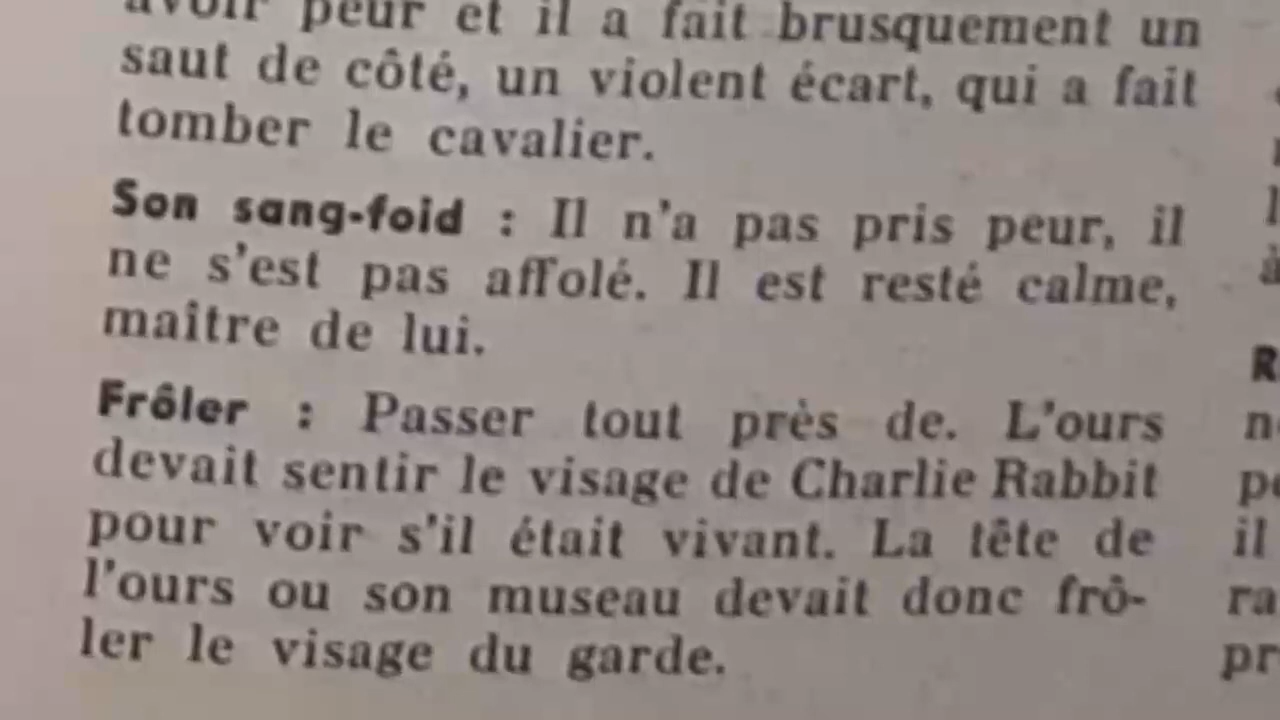 avoir peur et il a fait brusquement un
saut de côté, un violent écart, qui a fait
tomber le cavalier.
Son sang-foid : Il n'a pas pris peur, il
ne s'est pas affolé. Il est resté calme,
maître de lui.
Frôler : Passer tout près de. L'ours
devait sentir le visage de Charlie Rabbit
pour voir s'il était vivant. La tête de
l'ours ou son museau devait donc frô-
ler le visage du garde.